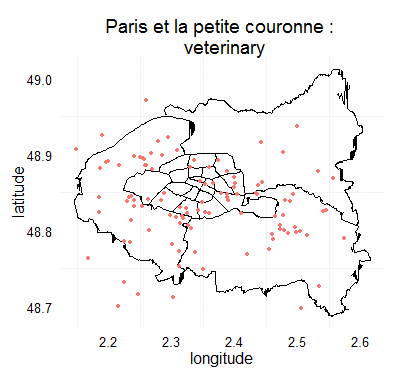 Paris et la petite couronne :
veterinary
49.0
48.9
48.8
48.7
latitude
2.2 2.3 2.4 2.5 2.6
longitude